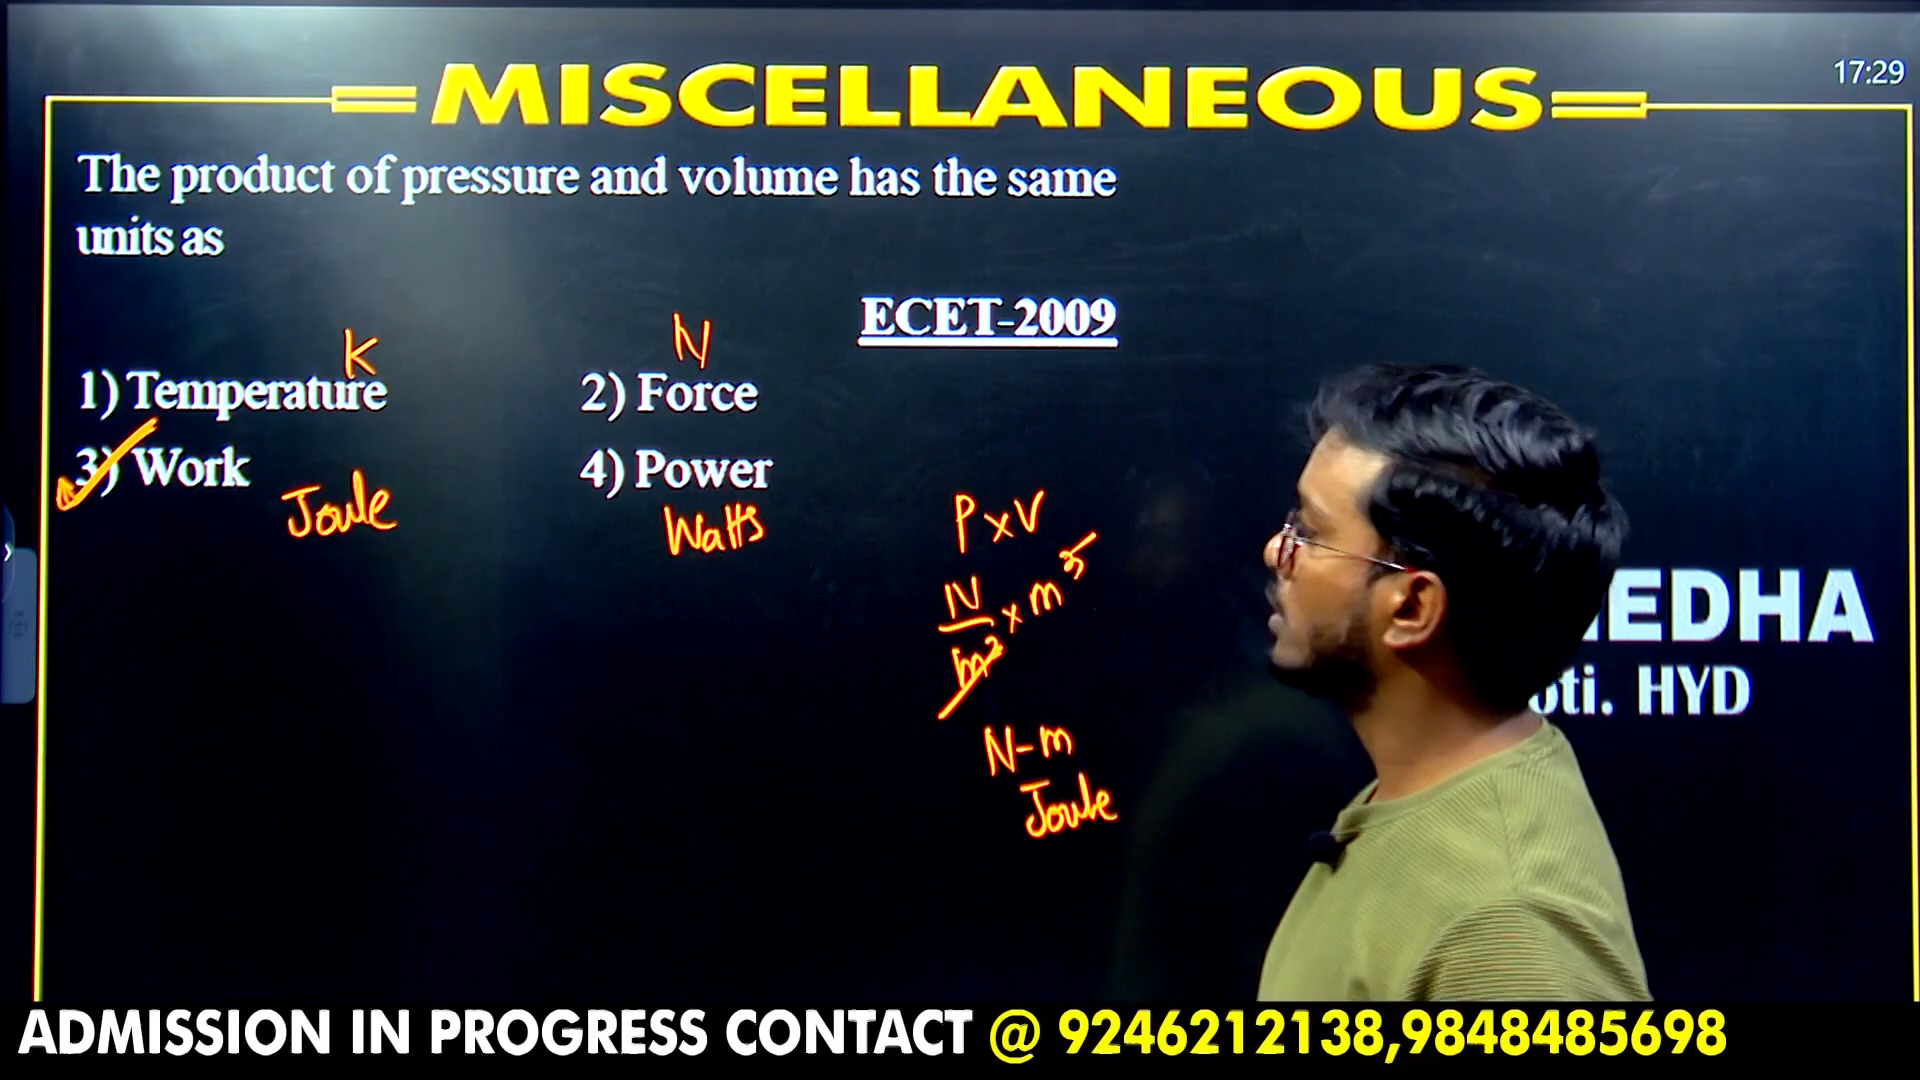 MISCELLANEOUS
17:29
The product of pressure and volume has the same
units as
ECET-2009
K
N
1) Temperature
2) Force
3) Work
4) Power
Joule
Watts
P × V
N/m² × m³
N-m
Joule
EDHA
oti. HYD
ADMISSION IN PROGRESS CONTACT @ 9246212138,9848485698